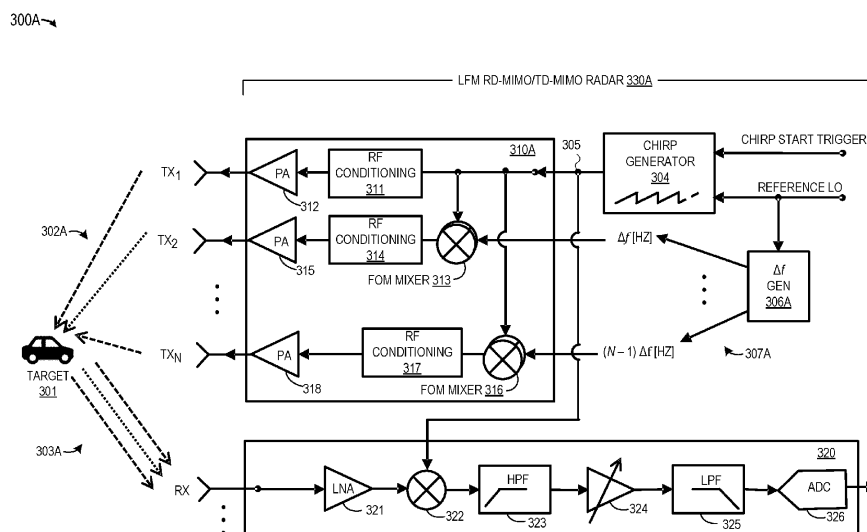 300A
LFM RD-MIMO/TD-MIMO RADAR 330A
310A
305
CHIRP
GENERATOR
304
CHIRP START TRIGGER
REFERENCE LO
TX1
PA
312
RF
CONDITIONING
311
302A
TX2
PA
315
RF
CONDITIONING
314
FOM MIXER 313
Δf [HZ]
Δf
GEN
306A
TXN
PA
318
RF
CONDITIONING
317
FOM MIXER 316
(N – 1) Δf [HZ]
307A
TARGET
301
303A
320
RX
LNA
321
322
HPF
323
324
LPF
325
ADC
326